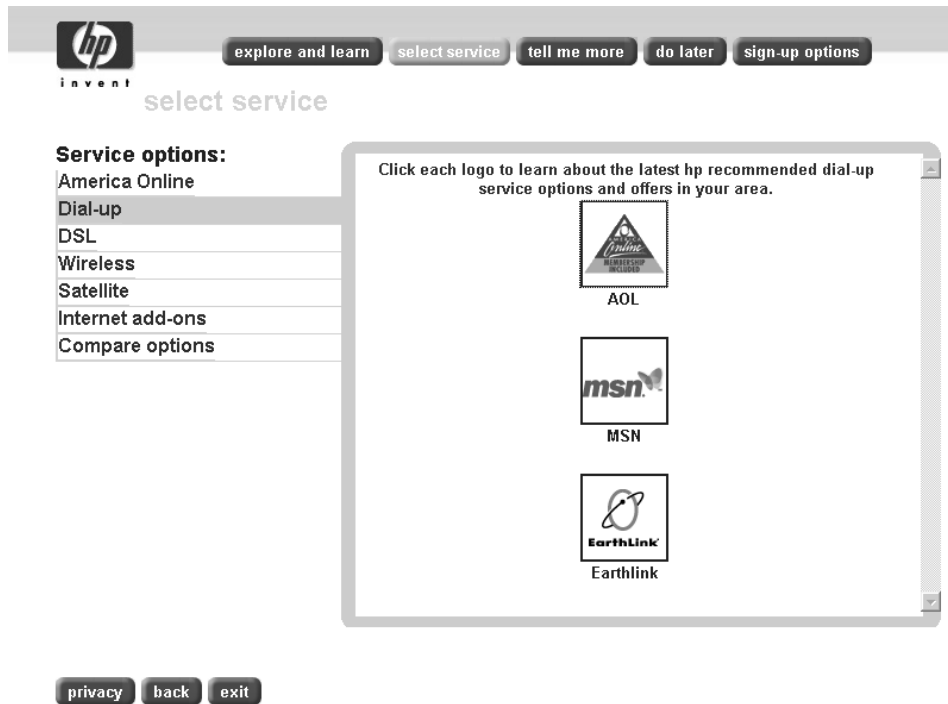 hp
invent
explore and learn
select service
tell me more
do later
sign-up options
select service
Service options:
America Online
Dial-up
DSL
Wireless
Satellite
Internet add-ons
Compare options
Click each logo to learn about the latest hp recommended dial-up
service options and offers in your area.
AMERICA
Online
MEMBERSHIP
INCLUDED
AOL
msn.
MSN
EarthLink
Earthlink
privacy
back
exit